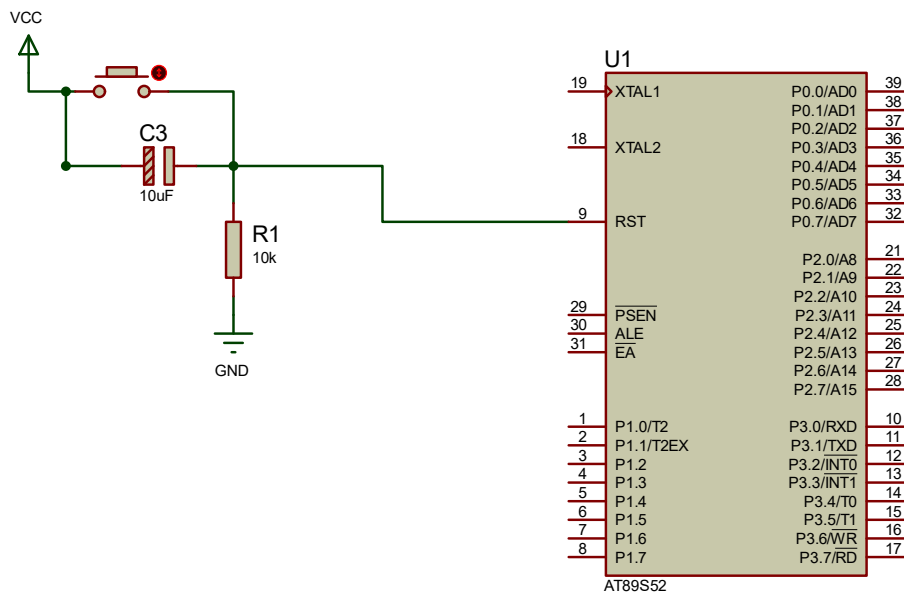 VCC
C3
10uF
R1
10k
GND
U1
19 XTAL1
18 XTAL2
9 RST
29 PSEN
30 ALE
31 EA
1 P1.0/T2
2 P1.1/T2EX
3 P1.2
4 P1.3
5 P1.4
6 P1.5
7 P1.6
8 P1.7
P0.0/AD0 39
P0.1/AD1 38
P0.2/AD2 37
P0.3/AD3 36
P0.4/AD4 35
P0.5/AD5 34
P0.6/AD6 33
P0.7/AD7 32
P2.0/A8 21
P2.1/A9 22
P2.2/A10 23
P2.3/A11 24
P2.4/A12 25
P2.5/A13 26
P2.6/A14 27
P2.7/A15 28
P3.0/RXD 10
P3.1/TXD 11
P3.2/INT0 12
P3.3/INT1 13
P3.4/T0 14
P3.5/T1 15
P3.6/WR 16
P3.7/RD 17
AT89S52